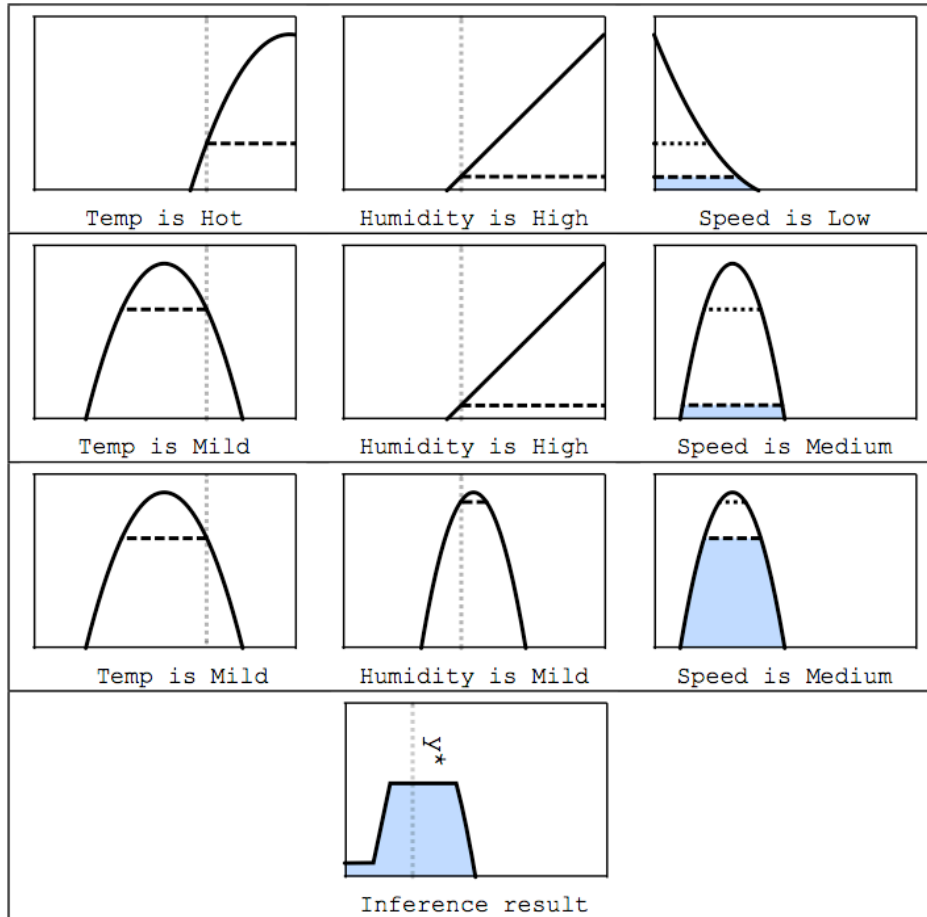 Temp is Hot
Humidity is High
Speed is Low
Temp is Mild
Humidity is High
Speed is Medium
Temp is Mild
Humidity is Mild
Speed is Medium
y*
Inference result